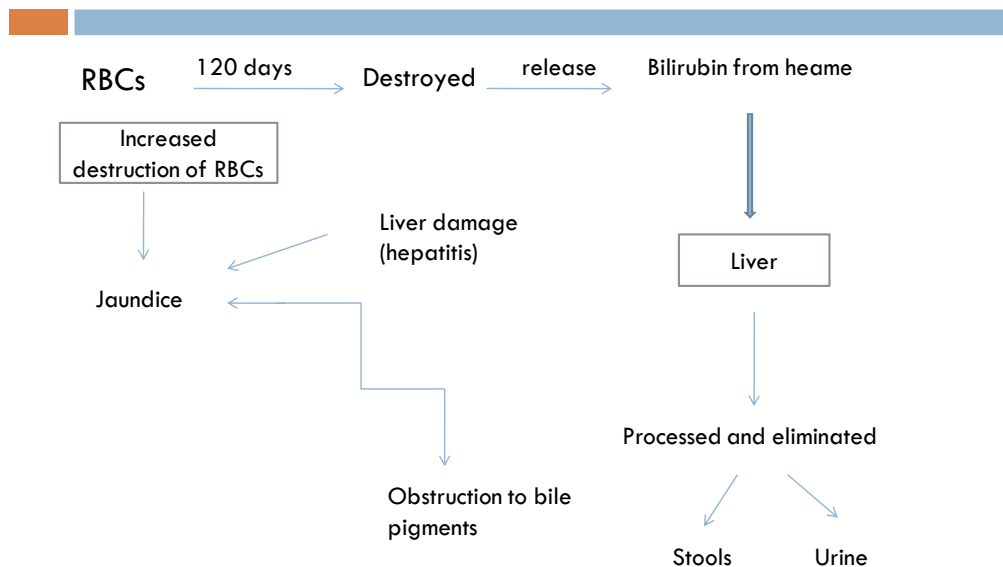 RBCs
120 days
Destroyed
release
Bilirubin from heame
Increased
destruction of RBCs
Liver damage
(hepatitis)
Liver
Jaundice
Processed and eliminated
Obstruction to bile
pigments
Stools
Urine